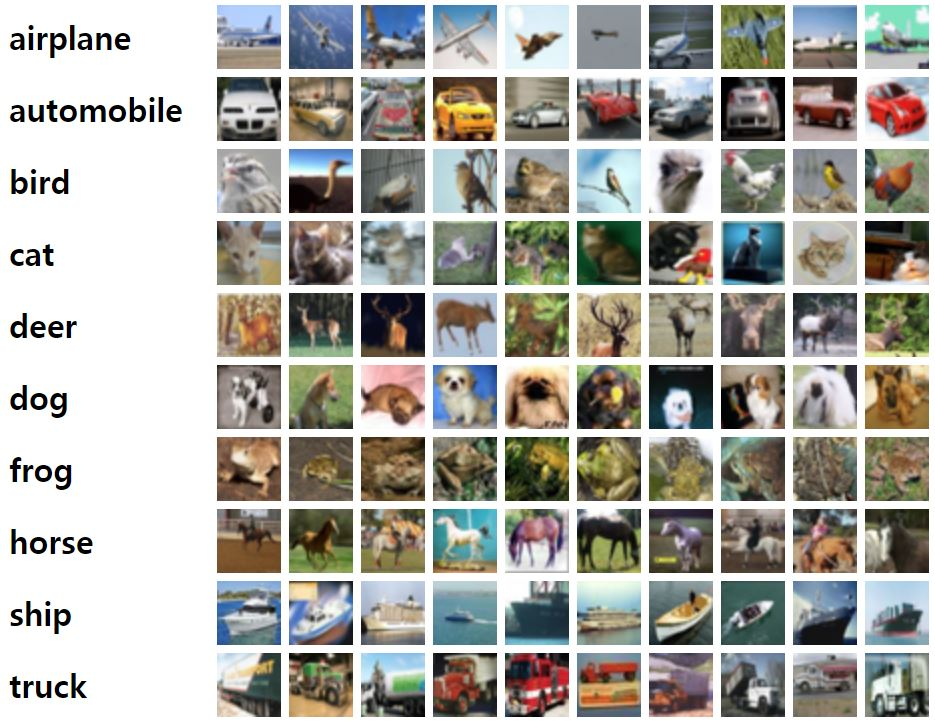 airplane
automobile
bird
cat
deer
dog
frog
horse
ship
truck